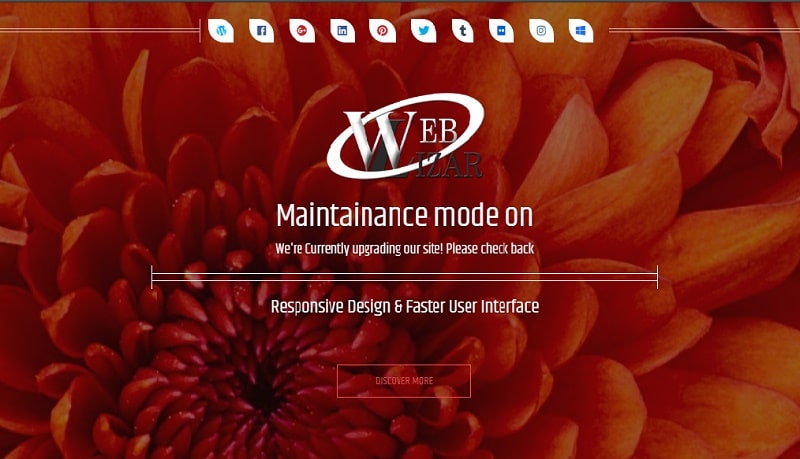 WEB
LIZAR
Maintainance mode on
We're Currently upgrading our site! Please check back
Responsive Design & Faster User Interface
DISCOVER MORE